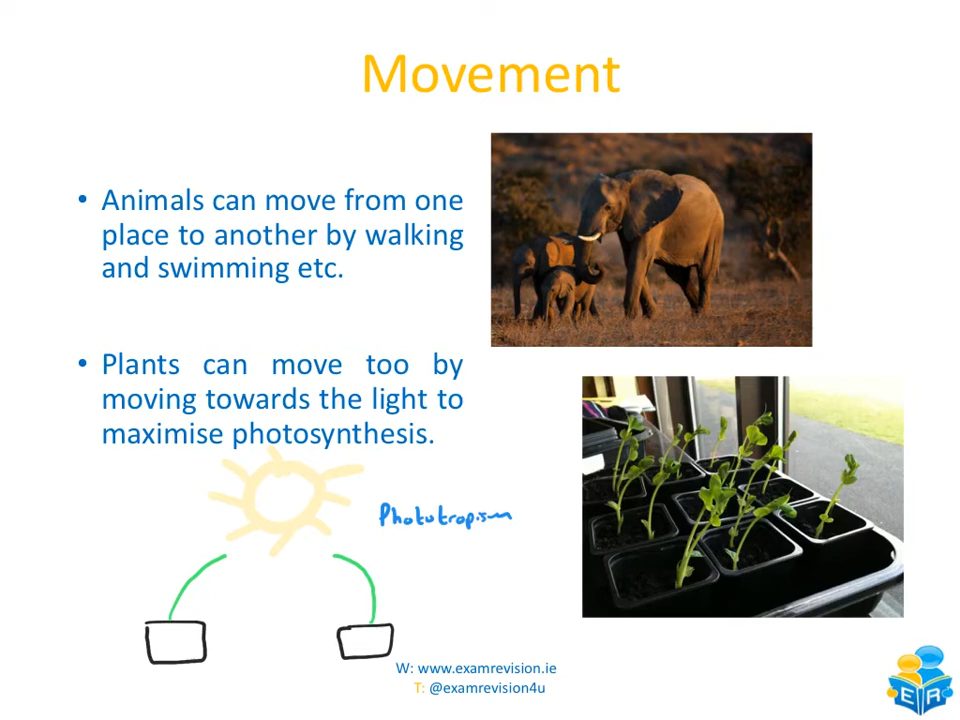 Movement
• Animals can move from one
place to another by walking
and swimming etc.
• Plants can move too by
moving towards the light to
maximise photosynthesis.
Phototropism
W: www.examrevision.ie
T: @examrevision4u
E R